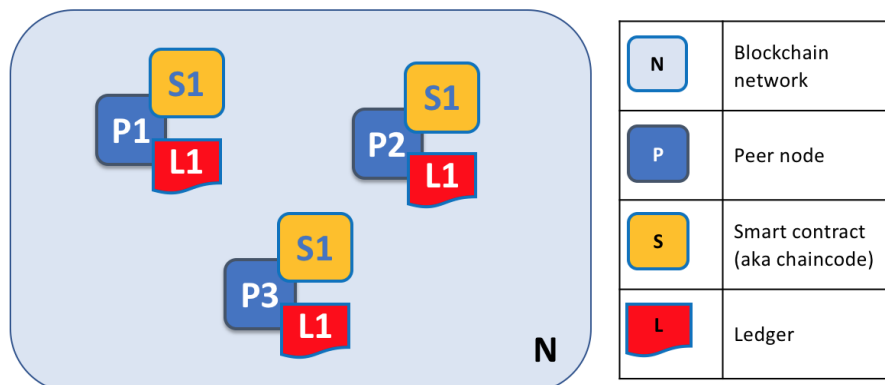 S1
P1
L1
S1
P2
L1
S1
P3
L1
N
N
Blockchain
network
P
Peer node
S
Smart contract
(aka chaincode)
L
Ledger